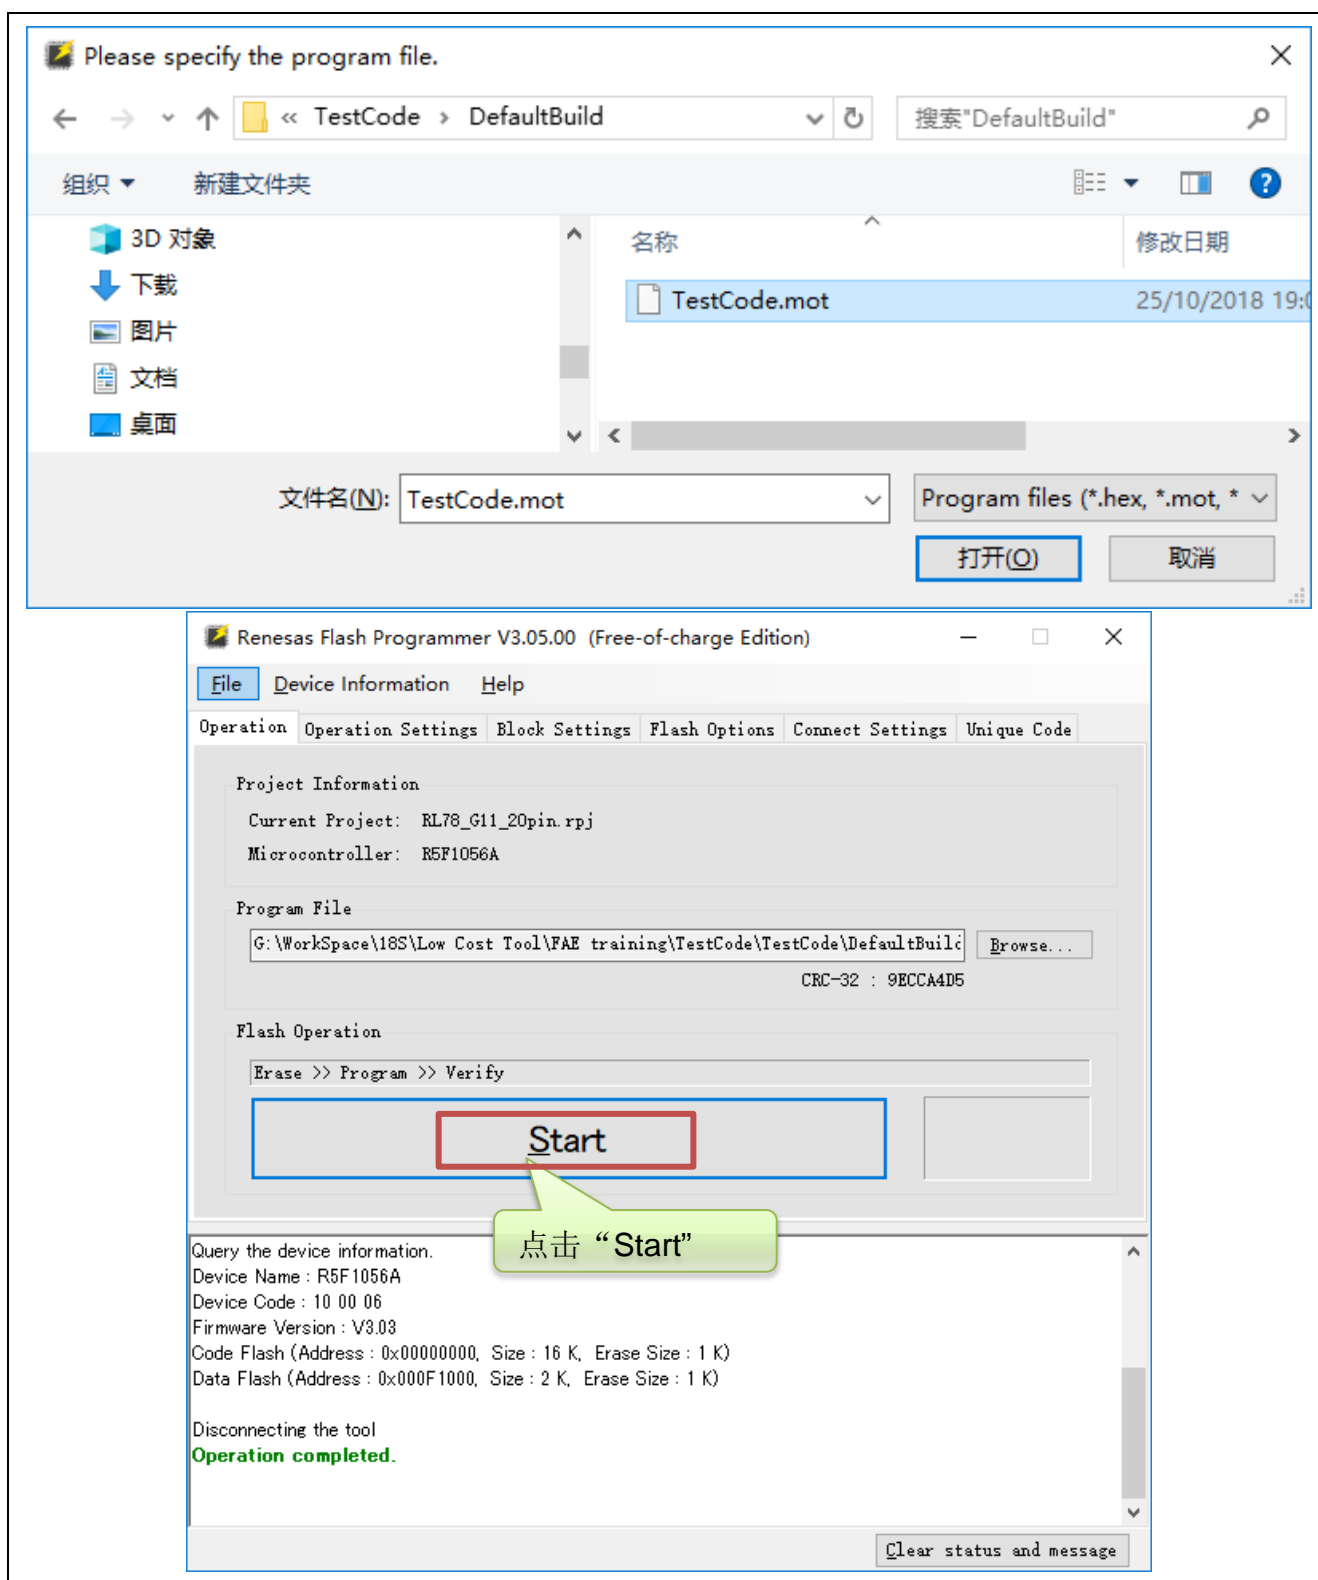 Please specify the program file.
« TestCode › DefaultBuild
搜索"DefaultBuild"
组织 新建文件夹
3D 对象
下载
图片
文档
桌面
名称 修改日期
TestCode.mot 25/10/2018 19:0
文件名(N): TestCode.mot
Program files (*.hex, *.mot, *
打开(O) 取消
Renesas Flash Programmer V3.05.00 (Free-of-charge Edition)
File Device Information Help
Operation Operation Settings Block Settings Flash Options Connect Settings Unique Code
Project Information
Current Project: RL78_G11_20pin.rpj
Microcontroller: R5F1056A
Program File
G:\WorkSpace\18S\Low Cost Tool\FAE training\TestCode\TestCode\DefaultBuild Browse...
CRC-32 : 9ECCA4D5
Flash Operation
Erase >> Program >> Verify
Start
点击“Start”
Query the device information.
Device Name : R5F1056A
Device Code : 10 00 06
Firmware Version : V3.03
Code Flash (Address : 0x00000000, Size : 16 K, Erase Size : 1 K)
Data Flash (Address : 0x000F1000, Size : 2 K, Erase Size : 1 K)
Disconnecting the tool
Operation completed.
Clear status and message